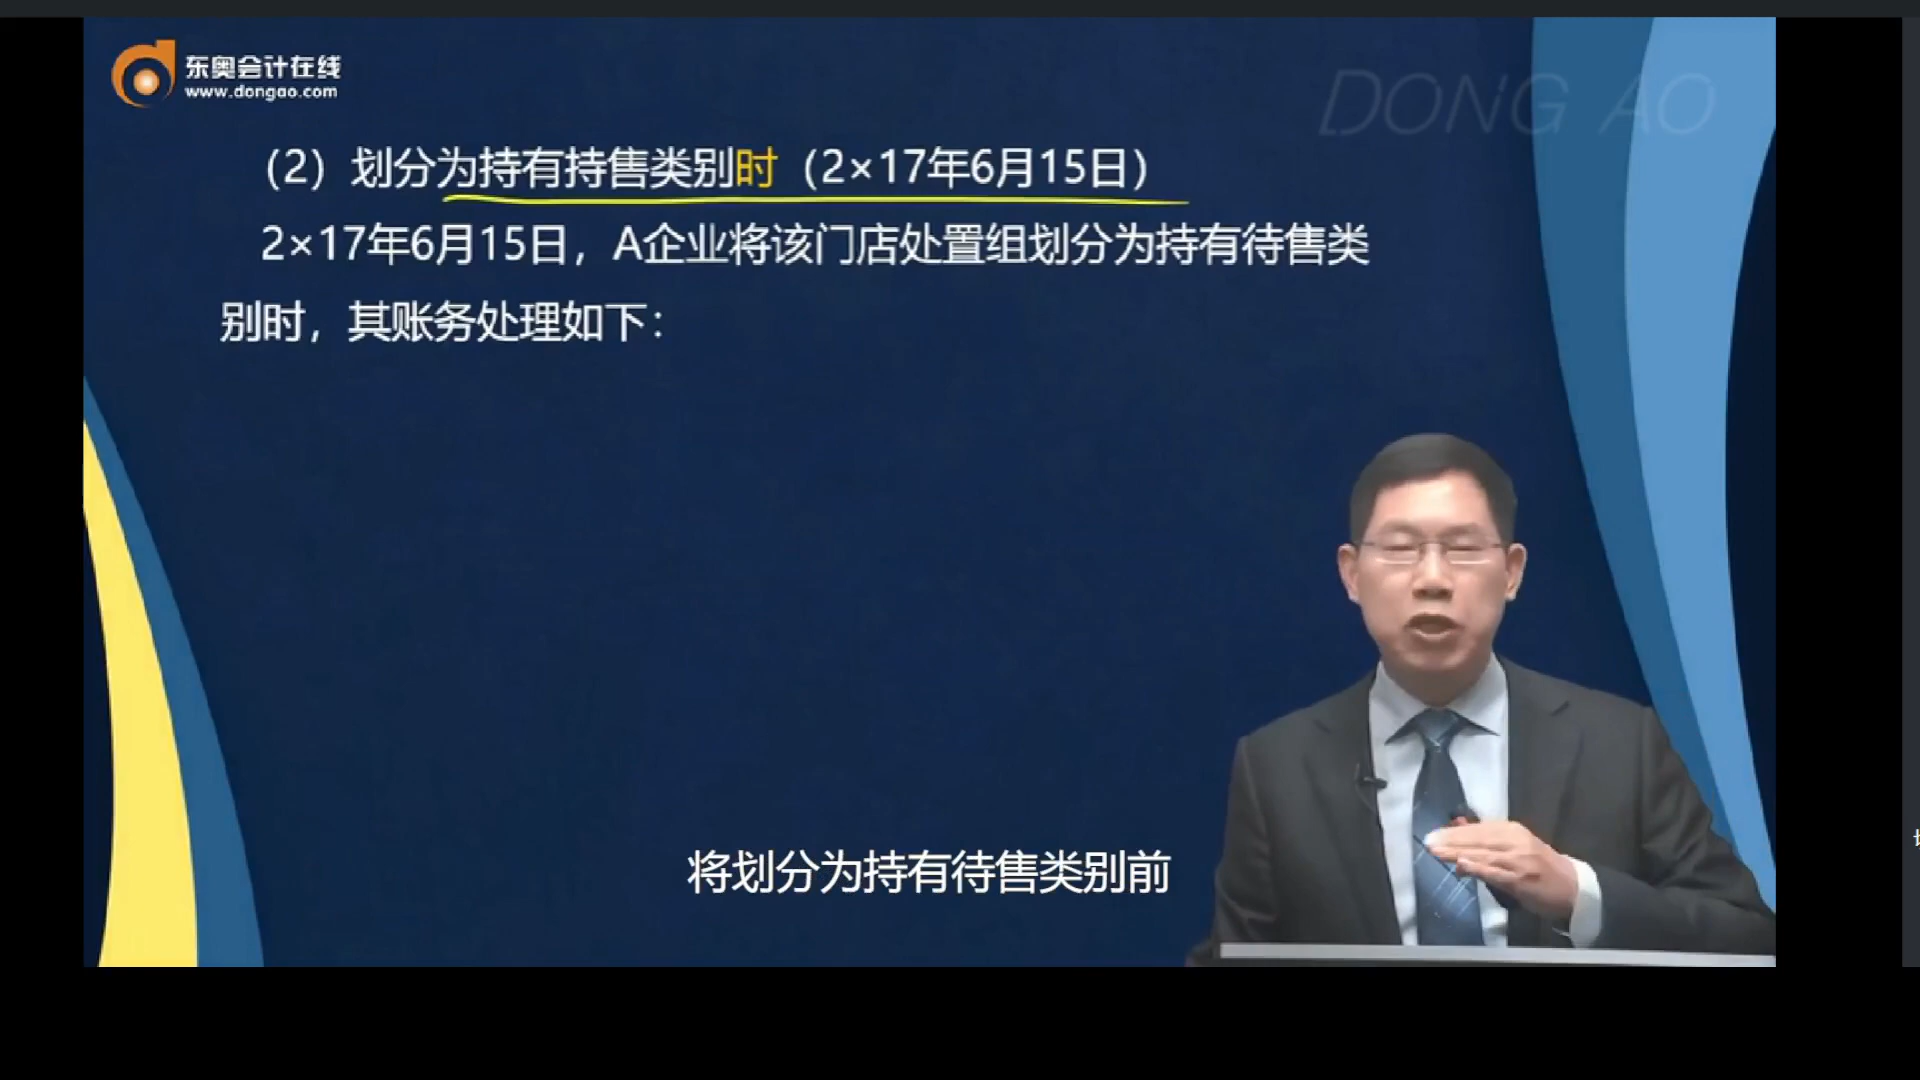 东奥会计在线
www.dongao.com
DONG AO
（2）划分为持有持售类别时（2×17年6月15日）
2×17年6月15日，A企业将该门店处置组划分为持有待售类
别时，其账务处理如下：
将划分为持有待售类别前